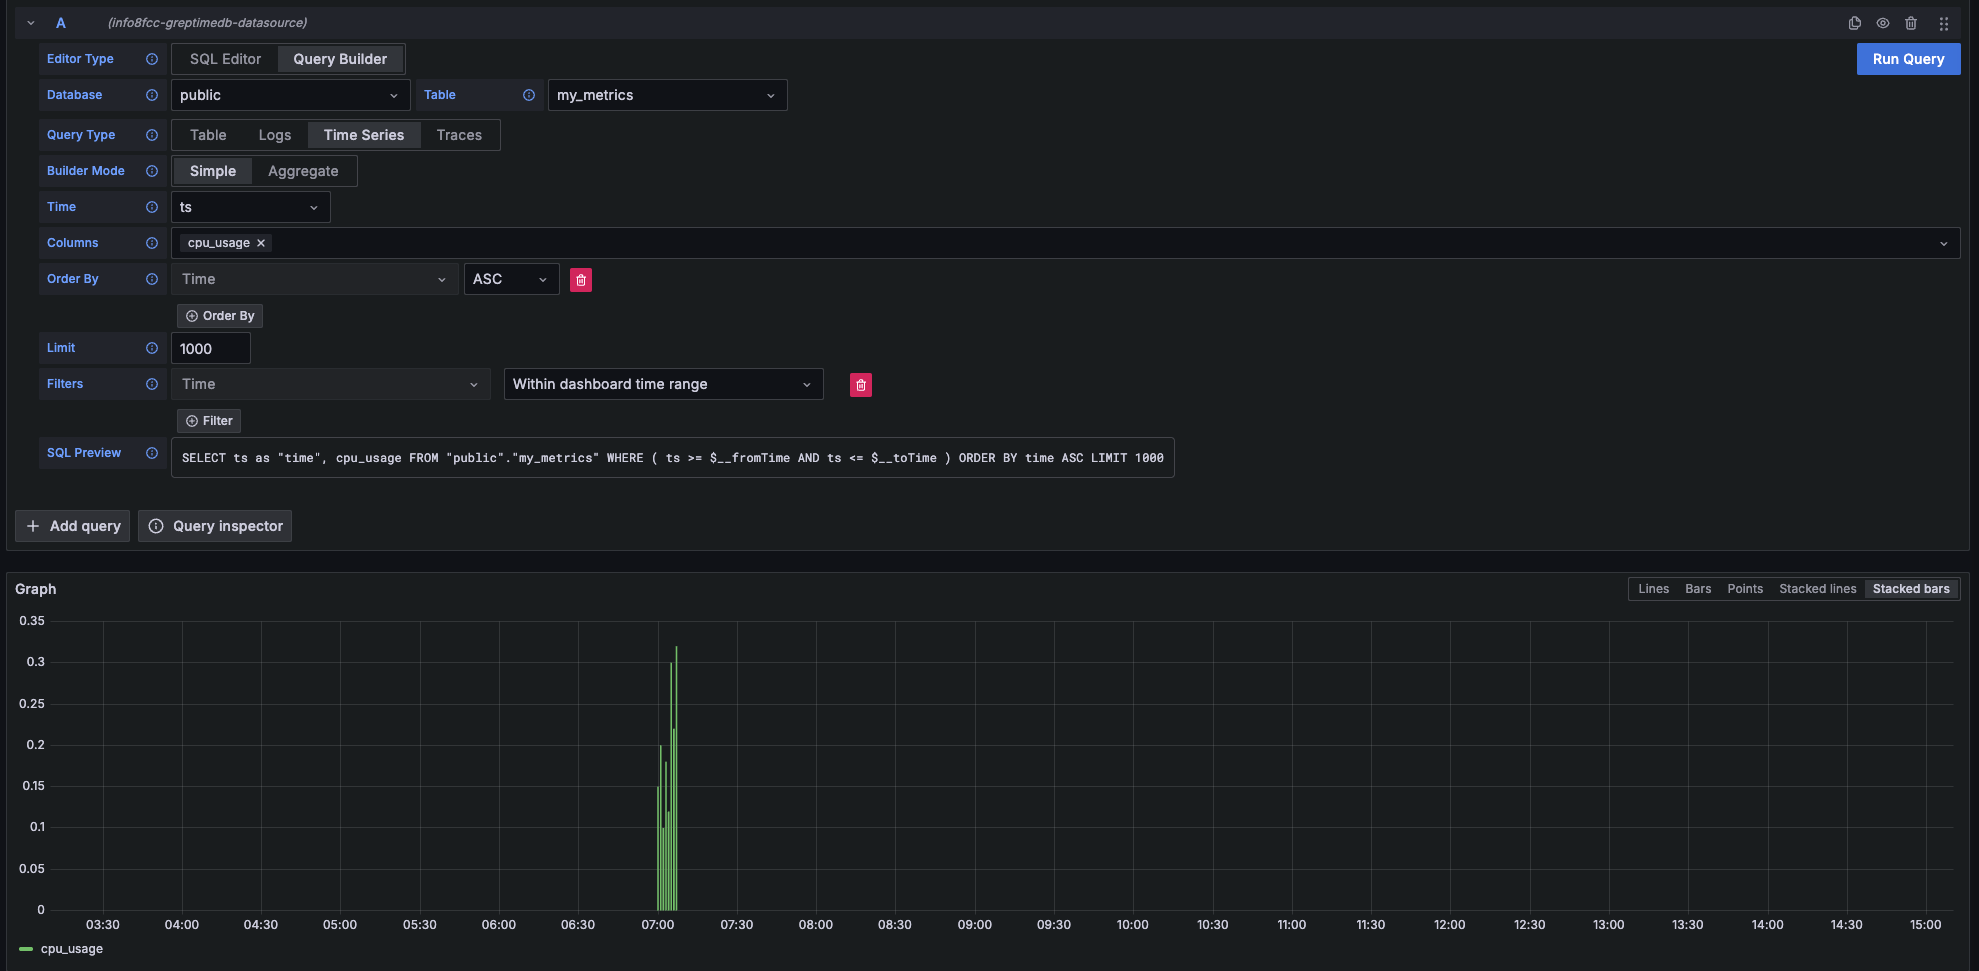 A (info8fcc-greptimedb-datasource)
Editor Type SQL Editor Query Builder Run Query
Database public Table my_metrics
Query Type Table Logs Time Series Traces
Builder Mode Simple Aggregate
Time ts
Columns cpu_usage
Order By Time ASC
Order By
Limit 1000
Filters Time Within dashboard time range
Filter
SQL Preview SELECT ts as "time", cpu_usage FROM "public"."my_metrics" WHERE ( ts >= $__fromTime AND ts <= $__toTime ) ORDER BY time ASC LIMIT 1000
+ Add query Query inspector
Graph Lines Bars Points Stacked lines Stacked bars
0.35
0.3
0.25
0.2
0.15
0.1
0.05
0
03:30 04:00 04:30 05:00 05:30 06:00 06:30 07:00 07:30 08:00 08:30 09:00 09:30 10:00 10:30 11:00 11:30 12:00 12:30 13:00 13:30 14:00 14:30 15:00
cpu_usage